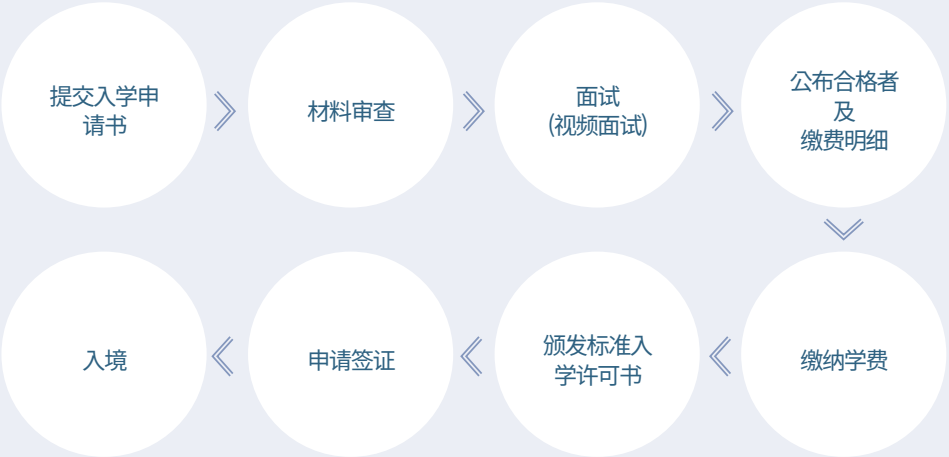 提交入学申
请书
材料审查
面试
(视频面试)
公布合格者
及
缴费明细
缴纳学费
颁发标准入
学许可书
申请签证
入境